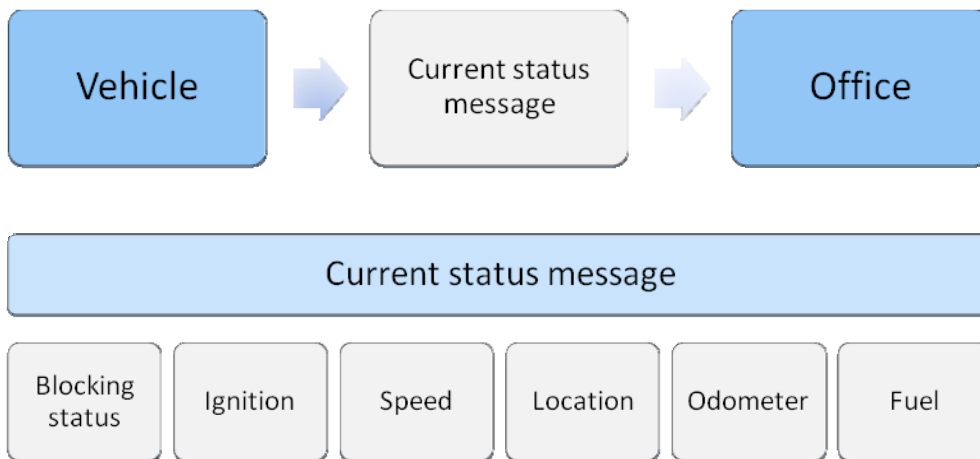 Vehicle
Current status
message
Office
Current status message
Blocking
status
Ignition
Speed
Location
Odometer
Fuel